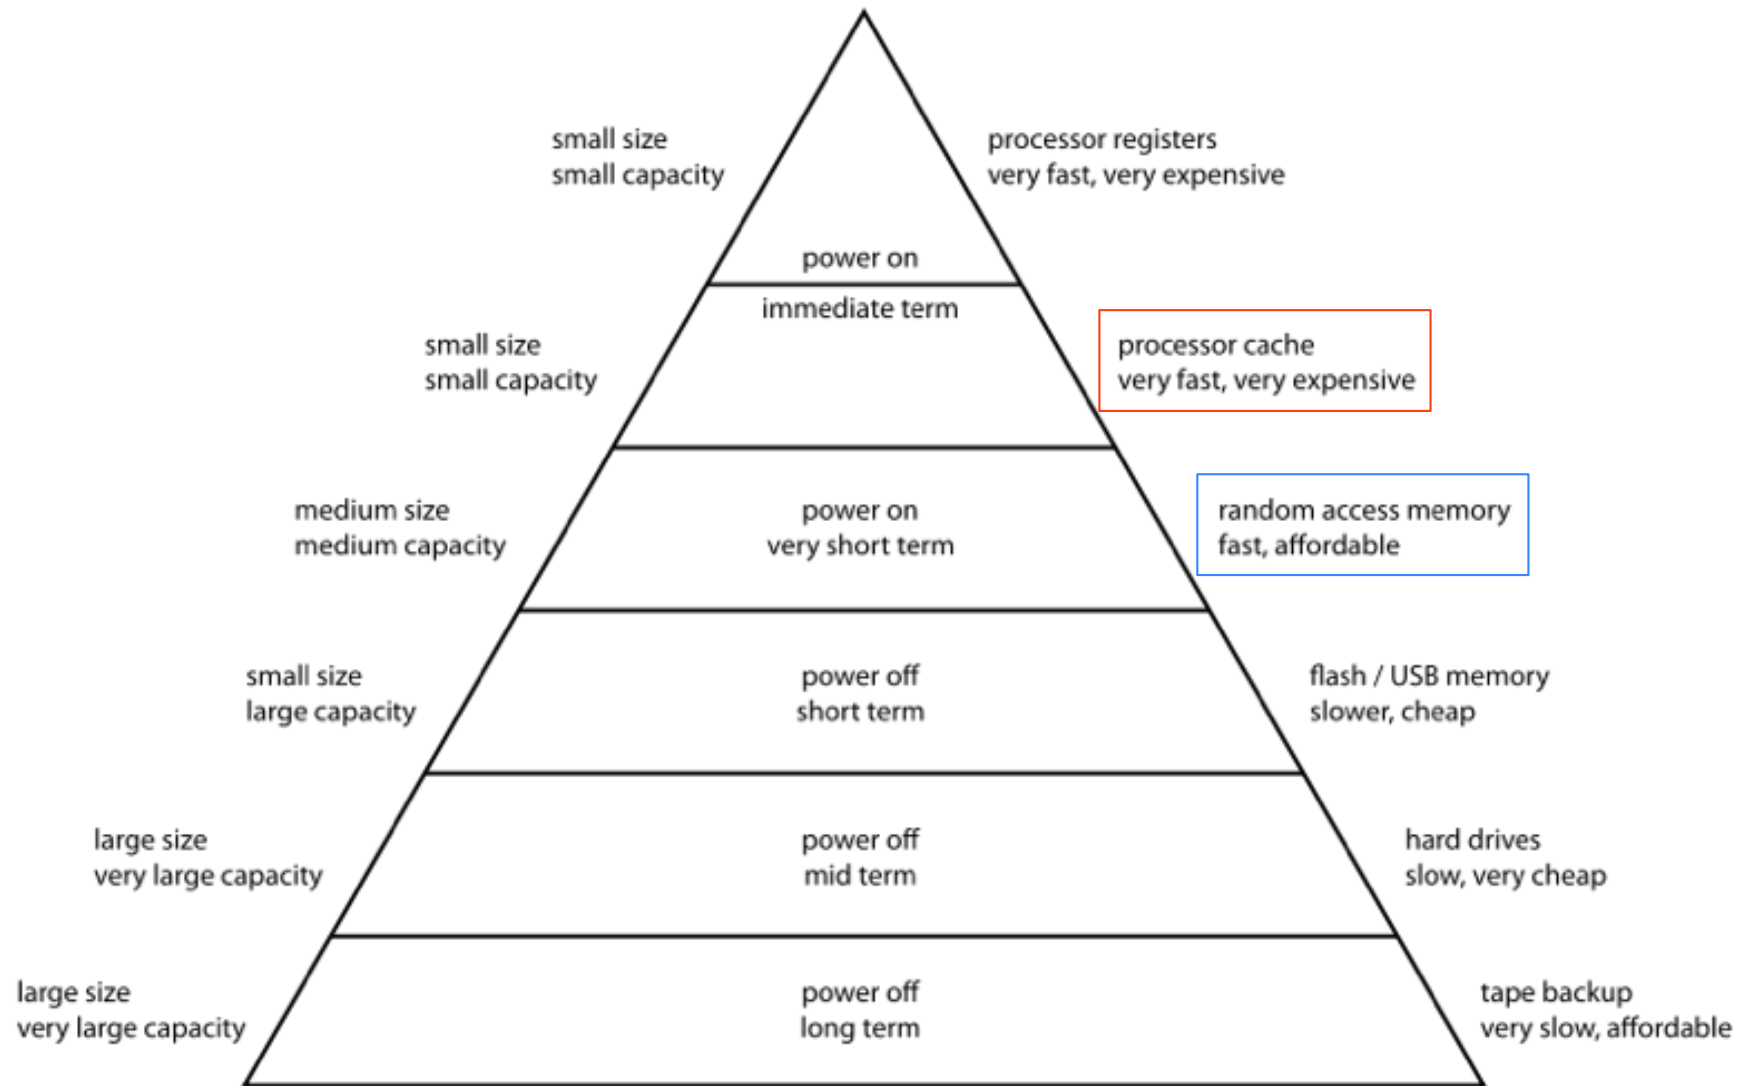 small size
small capacity
processor registers
very fast, very expensive
power on
immediate term
small size
small capacity
processor cache
very fast, very expensive
medium size
medium capacity
power on
very short term
random access memory
fast, affordable
small size
large capacity
power off
short term
flash / USB memory
slower, cheap
large size
very large capacity
power off
mid term
hard drives
slow, very cheap
large size
very large capacity
power off
long term
tape backup
very slow, affordable